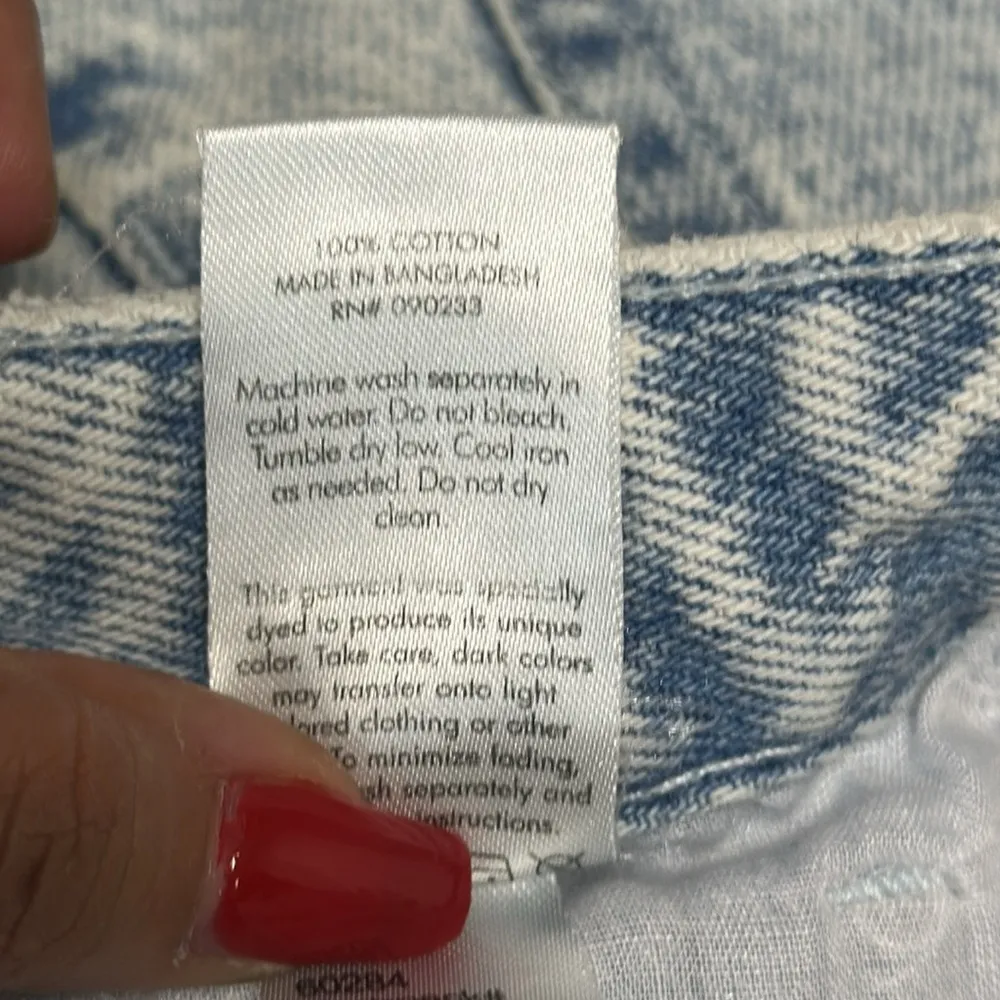 100% COTTON
MADE IN BANGLADESH
RN# 090233
Machine wash separately in
cold water. Do not bleach.
Tumble dry low. Cool iron
as needed. Do not dry
clean.
This garment was specially
dyed to produce its unique
color. Take care, dark colors
may transfer onto light
clothing or other
To minimize fading,
separately and
instructions.
602BA